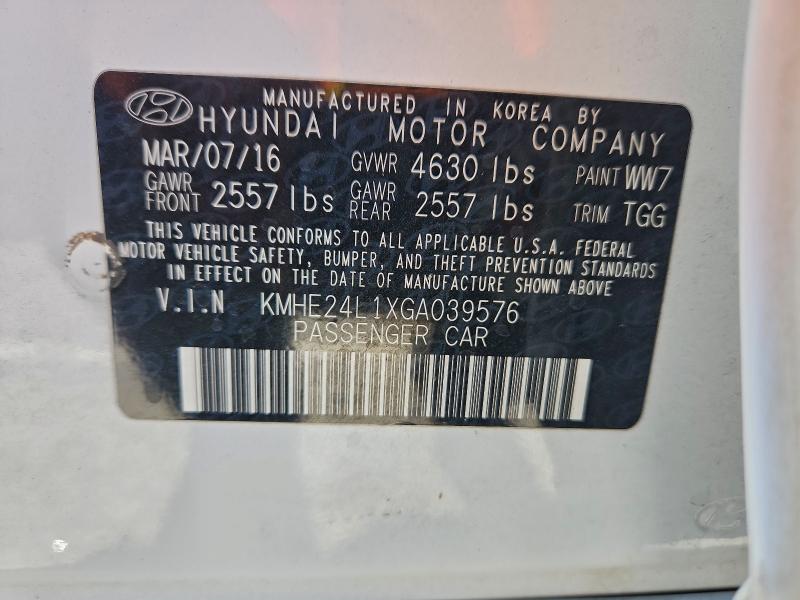 MANUFACTURED IN KOREA BY
HYUNDAI MOTOR COMPANY
MAR/07/16 GVWR 4630 lbs PAINT WW7
GAWR FRONT 2557 lbs GAWR REAR 2557 lbs TRIM TGG
THIS VEHICLE CONFORMS TO ALL APPLICABLE U.S.A. FEDERAL
MOTOR VEHICLE SAFETY, BUMPER, AND THEFT PREVENTION STANDARDS
IN EFFECT ON THE DATE OF MANUFACTURE SHOWN ABOVE
V.I.N KMHE24L1XGA039576
PASSENGER CAR